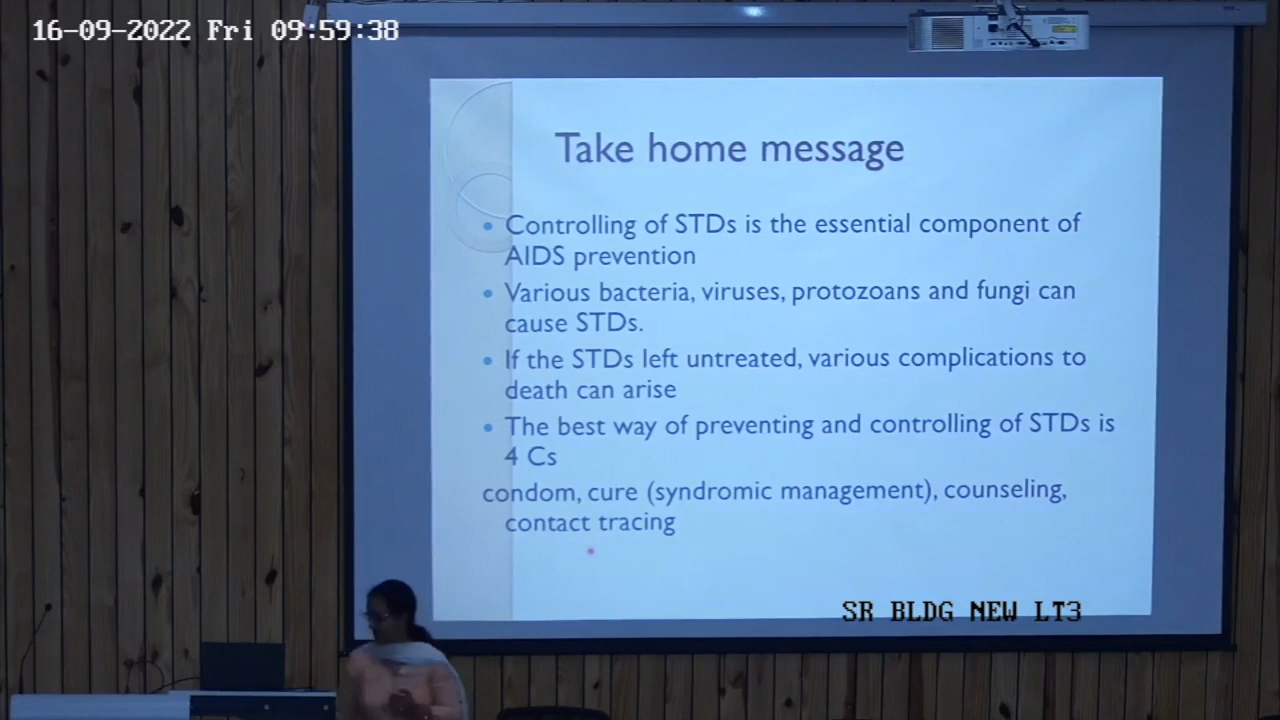 16-09-2022 Fri 09:59:38
Take home message
• Controlling of STDs is the essential component of
AIDS prevention
• Various bacteria, viruses, protozoans and fungi can
cause STDs.
• If the STDs left untreated, various complications to
death can arise
• The best way of preventing and controlling of STDs is
4 Cs
condom, cure (syndromic management), counseling,
contact tracing
SR BLDG NEW LT3